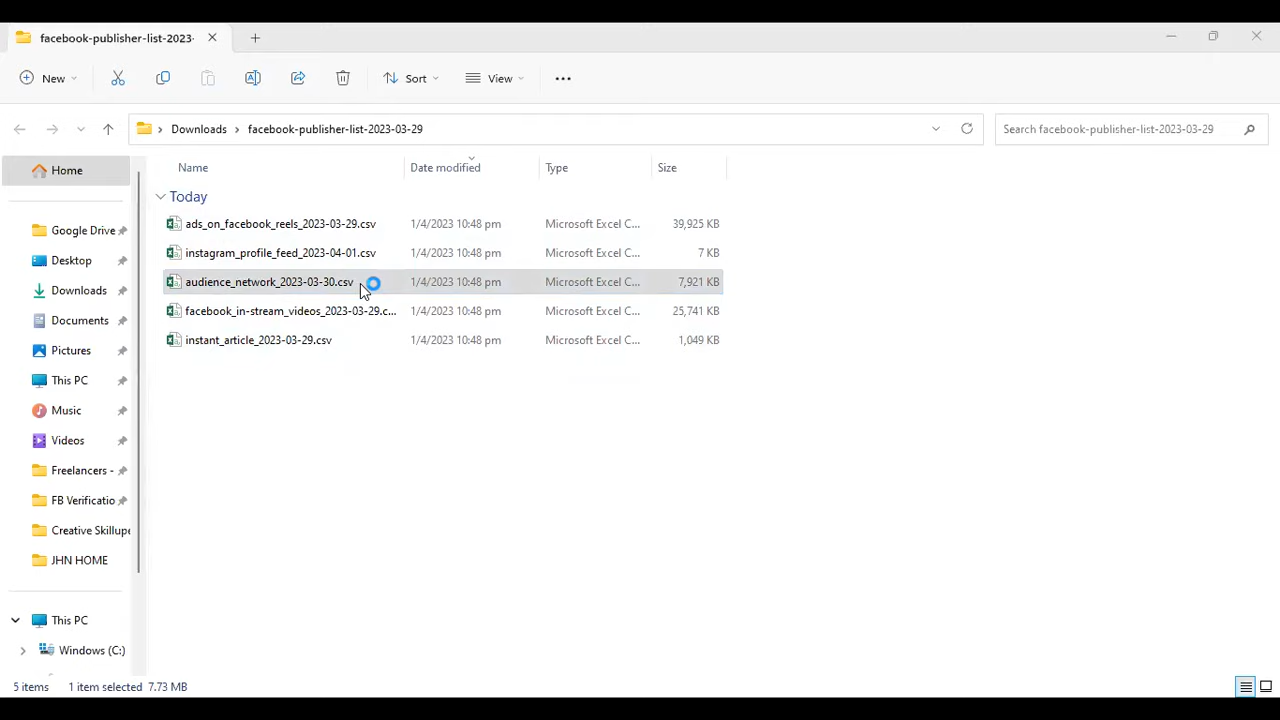 facebook-publisher-list-2023-
New
Sort
View
Downloads
facebook-publisher-list-2023-03-29
Search facebook-publisher-list-2023-03-29
Home
Google Drive
Desktop
Downloads
Documents
Pictures
This PC
Music
Videos
Freelancers -
FB Verificatio
Creative Skillupe
JHN HOME
This PC
Windows (C:)
Name Date modified Type Size
Today
ads_on_facebook_reels_2023-03-29.csv 1/4/2023 10:48 pm Microsoft Excel C... 39,925 KB
instagram_profile_feed_2023-04-01.csv 1/4/2023 10:48 pm Microsoft Excel C... 7 KB
audience_network_2023-03-30.csv 1/4/2023 10:48 pm Microsoft Excel C... 7,921 KB
facebook_in-stream_videos_2023-03-29.c... 1/4/2023 10:48 pm Microsoft Excel C... 25,741 KB
instant_article_2023-03-29.csv 1/4/2023 10:48 pm Microsoft Excel C... 1,049 KB
5 items 1 item selected 7.73 MB